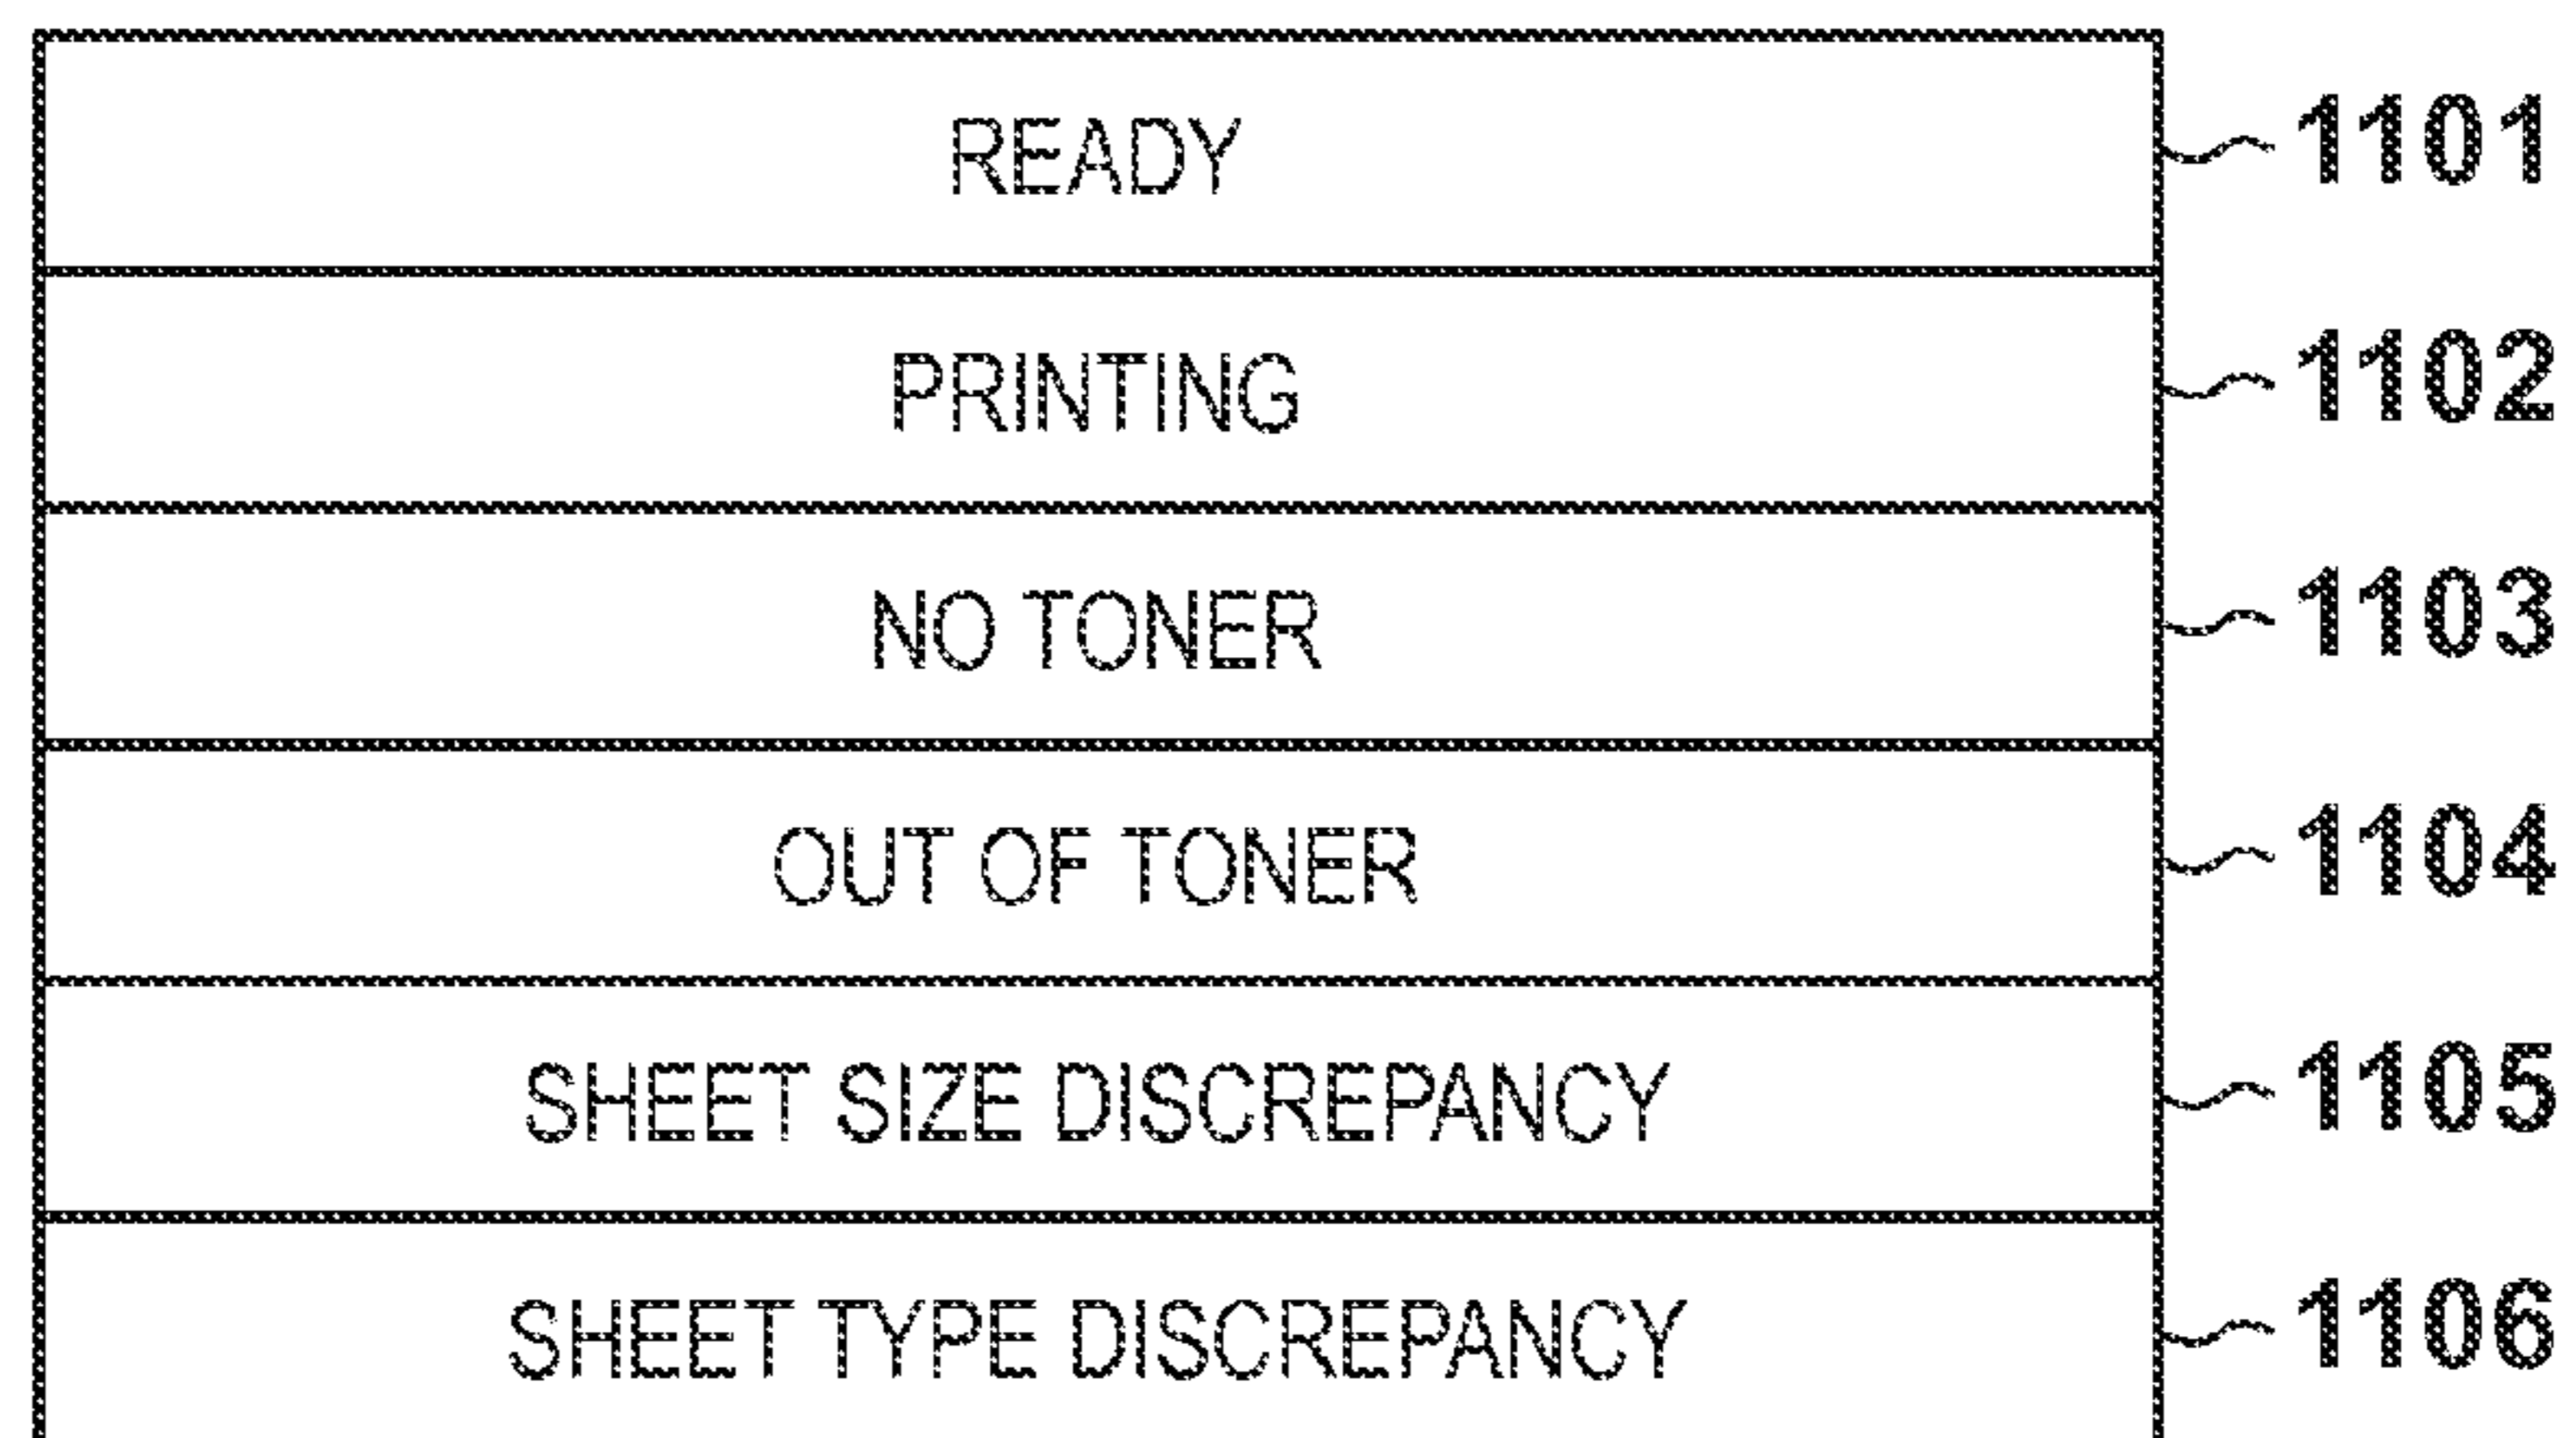 READY 1101
PRINTING 1102
NO TONER 1103
OUT OF TONER 1104
SHEET SIZE DISCREPANCY 1105
SHEET TYPE DISCREPANCY 1106